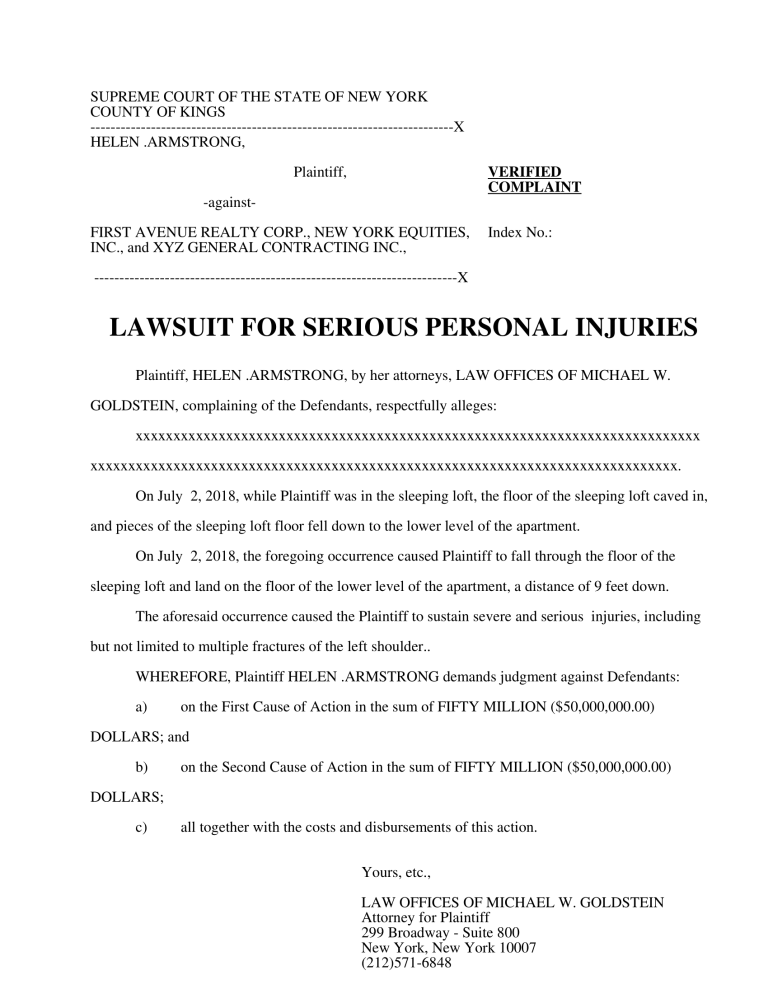 SUPREME COURT OF THE STATE OF NEW YORK
COUNTY OF KINGS
------------------------------------------------------------------------X
HELEN .ARMSTRONG,
Plaintiff, VERIFIED
COMPLAINT
-against-
FIRST AVENUE REALTY CORP., NEW YORK EQUITIES, Index No.:
INC., and XYZ GENERAL CONTRACTING INC.,
------------------------------------------------------------------------X
LAWSUIT FOR SERIOUS PERSONAL INJURIES
Plaintiff, HELEN .ARMSTRONG, by her attorneys, LAW OFFICES OF MICHAEL W.
GOLDSTEIN, complaining of the Defendants, respectfully alleges:
xxxxxxxxxxxxxxxxxxxxxxxxxxxxxxxxxxxxxxxxxxxxxxxxxxxxxxxxxxxxxxxxxxxxxxxxxxx
xxxxxxxxxxxxxxxxxxxxxxxxxxxxxxxxxxxxxxxxxxxxxxxxxxxxxxxxxxxxxxxxxxxxxxxxxxxxxx.
On July  2, 2018, while Plaintiff was in the sleeping loft, the floor of the sleeping loft caved in,
and pieces of the sleeping loft floor fell down to the lower level of the apartment.
On July  2, 2018, the foregoing occurrence caused Plaintiff to fall through the floor of the
sleeping loft and land on the floor of the lower level of the apartment, a distance of 9 feet down.
The aforesaid occurrence caused the Plaintiff to sustain severe and serious  injuries, including
but not limited to multiple fractures of the left shoulder..
WHEREFORE, Plaintiff HELEN .ARMSTRONG demands judgment against Defendants:
a) on the First Cause of Action in the sum of FIFTY MILLION ($50,000,000.00)
DOLLARS; and
b) on the Second Cause of Action in the sum of FIFTY MILLION ($50,000,000.00)
DOLLARS;
c) all together with the costs and disbursements of this action.
Yours, etc.,
LAW OFFICES OF MICHAEL W. GOLDSTEIN
Attorney for Plaintiff
299 Broadway - Suite 800
New York, New York 10007
(212)571-6848